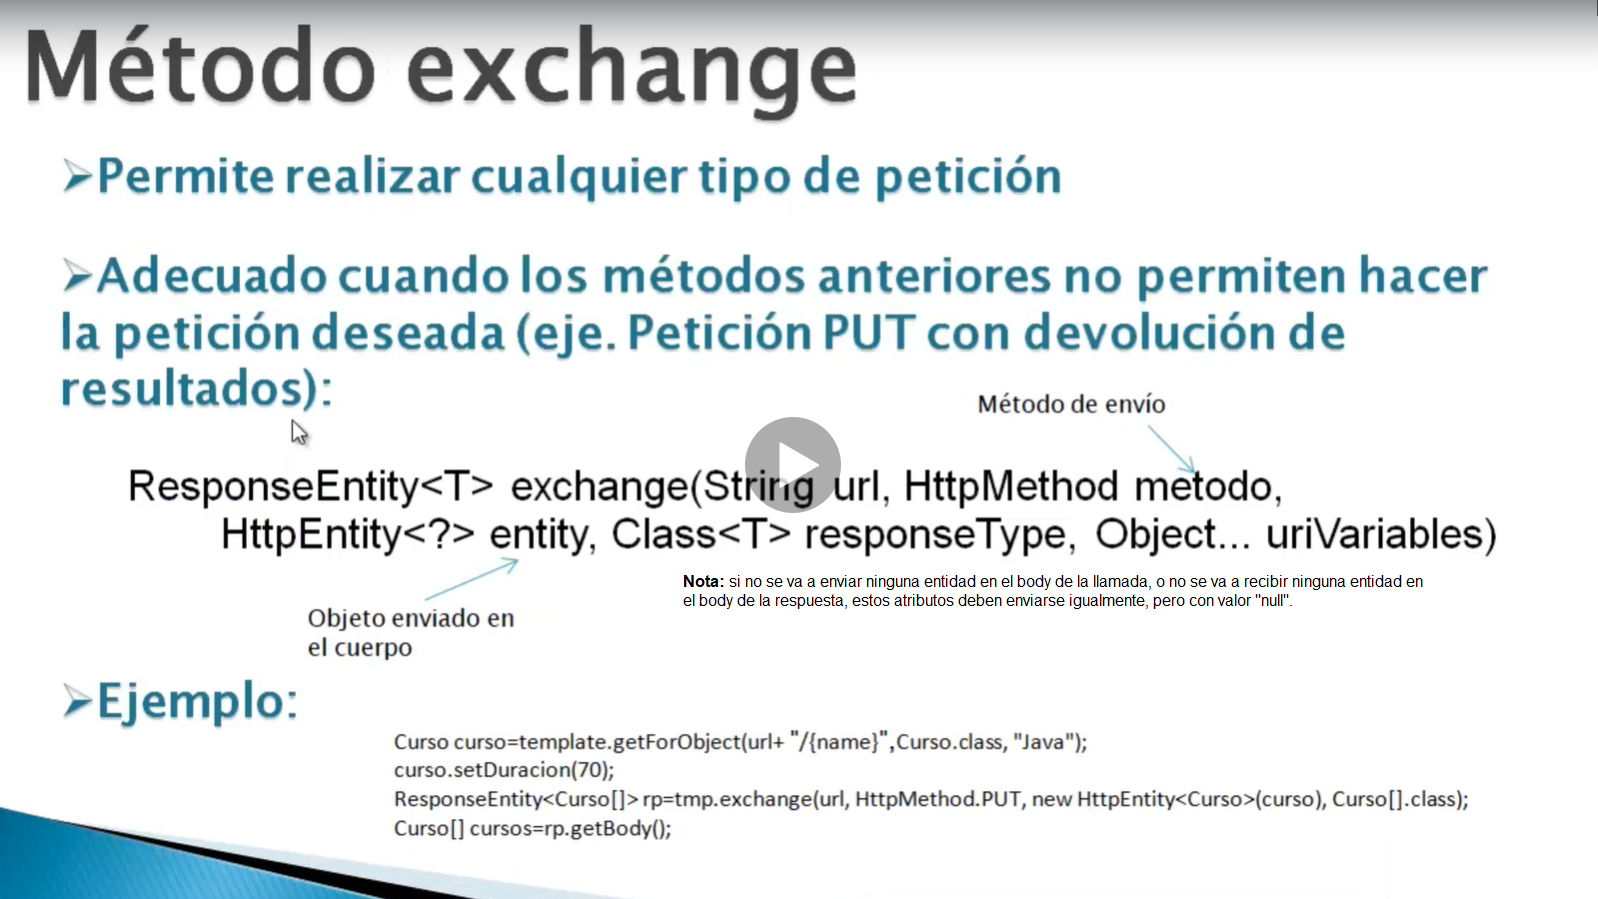 Método exchange
Permite realizar cualquier tipo de petición
Adecuado cuando los métodos anteriores no permiten hacer
la petición deseada (eje. Petición PUT con devolución de
resultados):
Método de envío
ResponseEntity<T> exchange(String url, HttpMethod metodo,
HttpEntity<?> entity, Class<T> responseType, Object... uriVariables)
Nota: si no se va a enviar ninguna entidad en el body de la llamada, o no se va a recibir ninguna entidad en
el body de la respuesta, estos atributos deben enviarse igualmente, pero con valor "null".
Objeto enviado en
el cuerpo
Ejemplo:
Curso curso=template.getForObject(url+ "/{name}",Curso.class, "Java");
curso.setDuracion(70);
ResponseEntity<Curso[]> rp=tmp.exchange(url, HttpMethod.PUT, new HttpEntity<Curso>(curso), Curso[].class);
Curso[] cursos=rp.getBody();